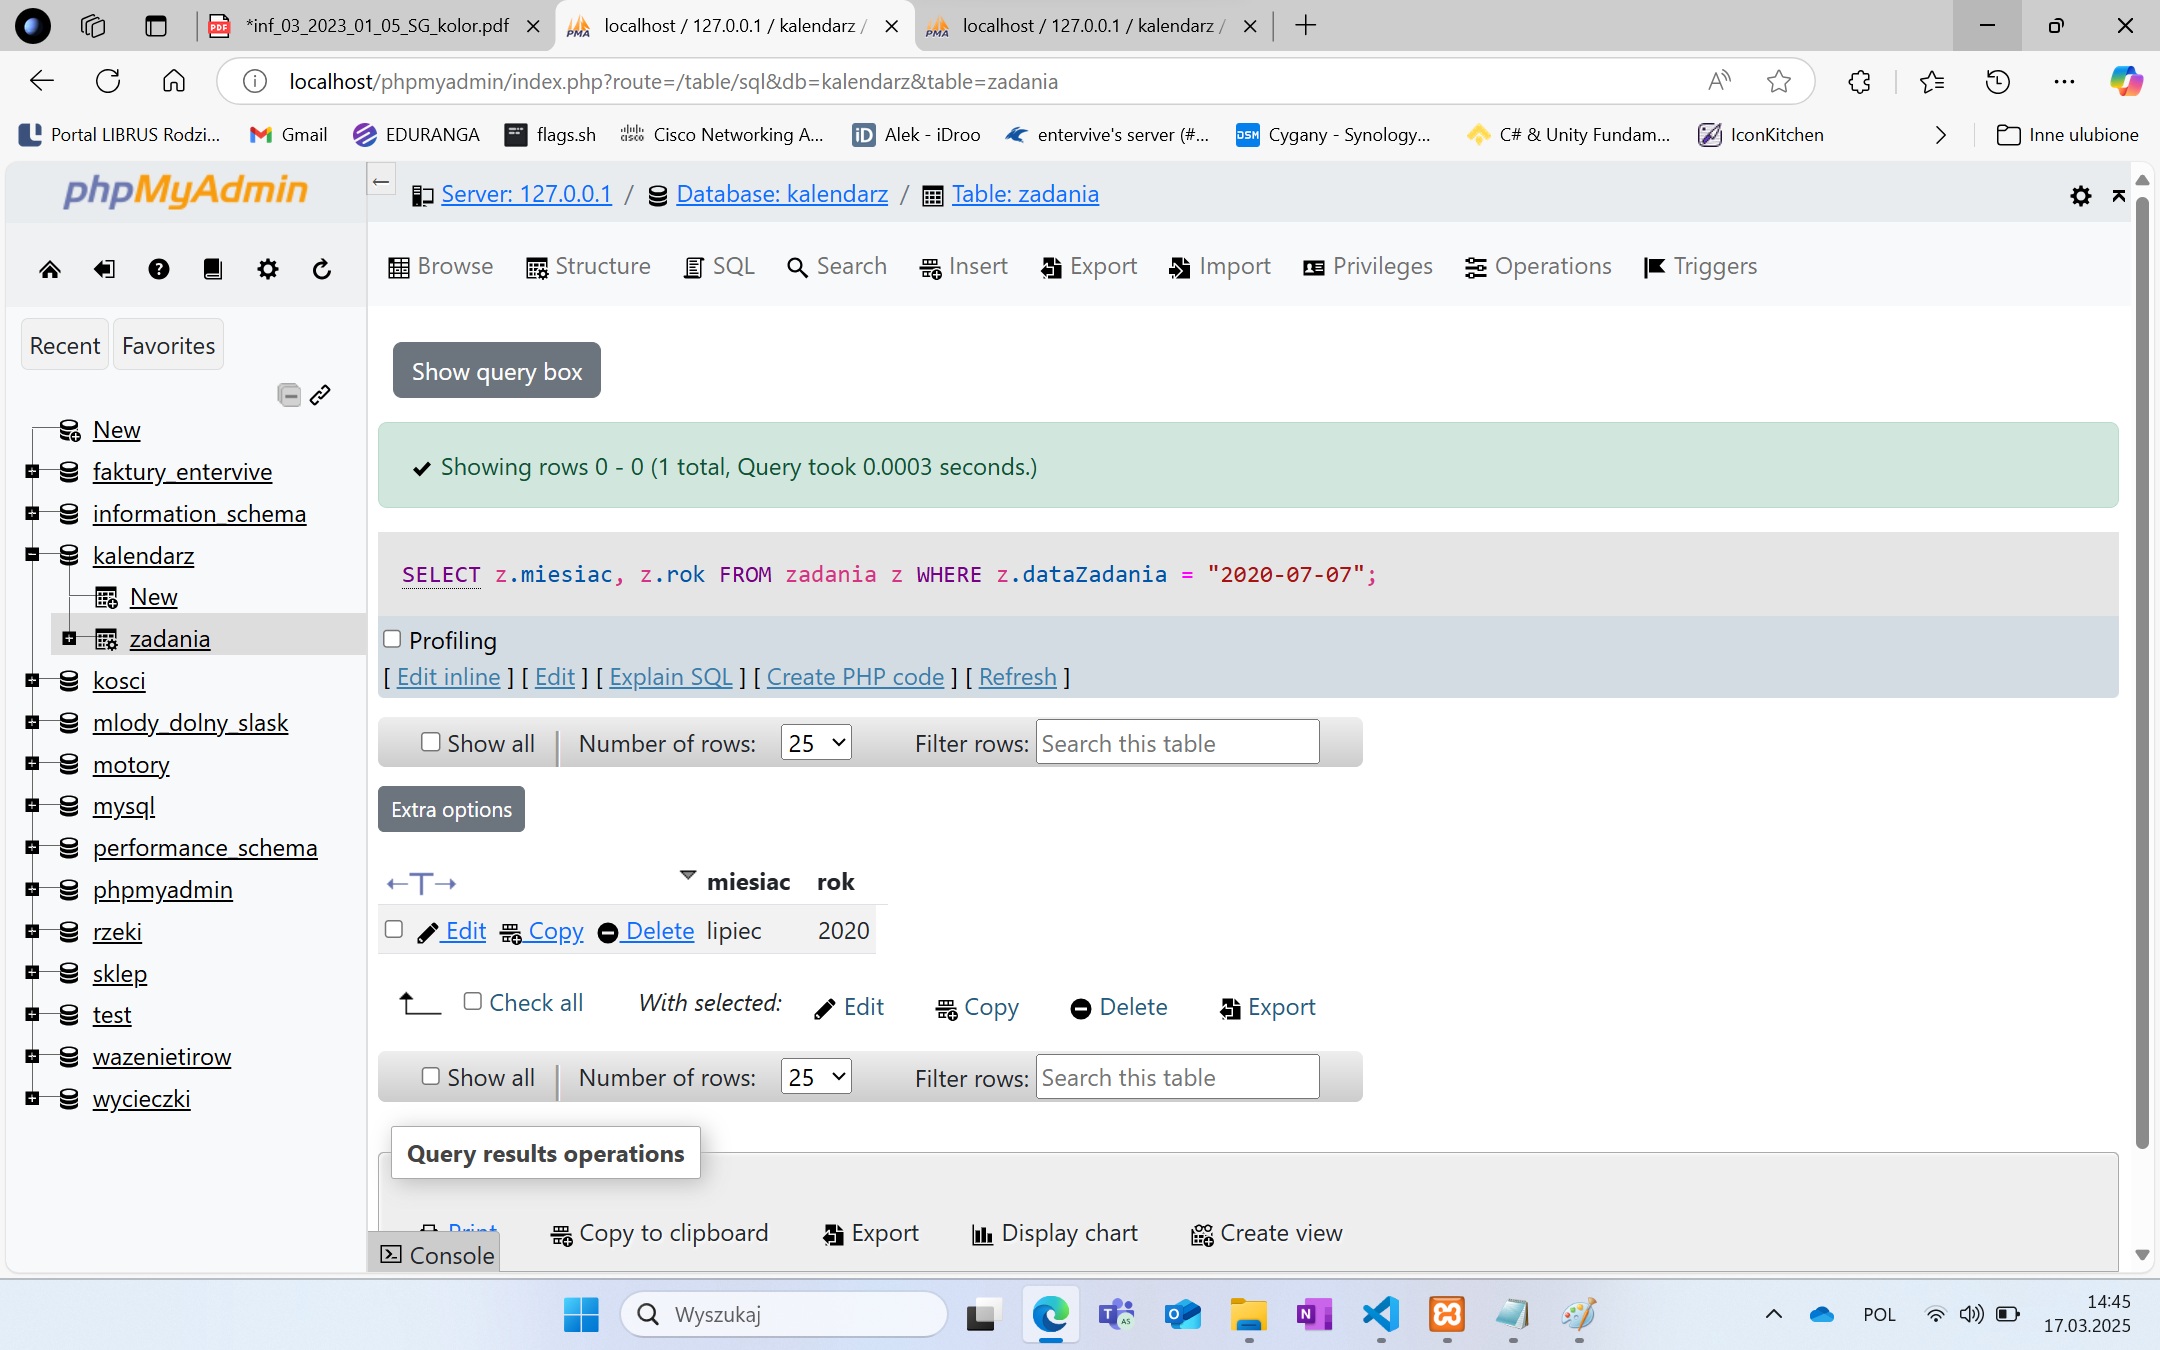 *inf_03_2023_01_05_SG_kolor.pdf
localhost / 127.0.0.1 / kalendarz /
localhost / 127.0.0.1 / kalendarz /
localhost/phpmyadmin/index.php?route=/table/sql&db=kalendarz&table=zadania
Portal LIBRUS Rodzi... Gmail EDURANGA flags.sh Cisco Networking A... Alek - iDroo entervive's server (#... Cygany - Synology... C# & Unity Fundam... IconKitchen Inne ulubione
phpMyAdmin
Recent Favorites
New
faktury_entervive
information_schema
kalendarz
New
zadania
kosci
mlody_dolny_slask
motory
mysql
performance_schema
phpmyadmin
rzeki
sklep
test
wazenietirow
wycieczki
Server: 127.0.0.1 / Database: kalendarz / Table: zadania
Browse Structure SQL Search Insert Export Import Privileges Operations Triggers
Show query box
Showing rows 0 - 0 (1 total, Query took 0.0003 seconds.)
SELECT z.miesiac, z.rok FROM zadania z WHERE z.dataZadania = "2020-07-07";
Profiling
[ Edit inline ] [ Edit ] [ Explain SQL ] [ Create PHP code ] [ Refresh ]
Show all Number of rows: 25 Filter rows: Search this table
Extra options
←T→ miesiac rok
Edit Copy Delete lipiec 2020
Check all With selected: Edit Copy Delete Export
Show all Number of rows: 25 Filter rows: Search this table
Query results operations
Print Copy to clipboard Export Display chart Create view
Console
Wyszukaj
POL
14:45
17.03.2025